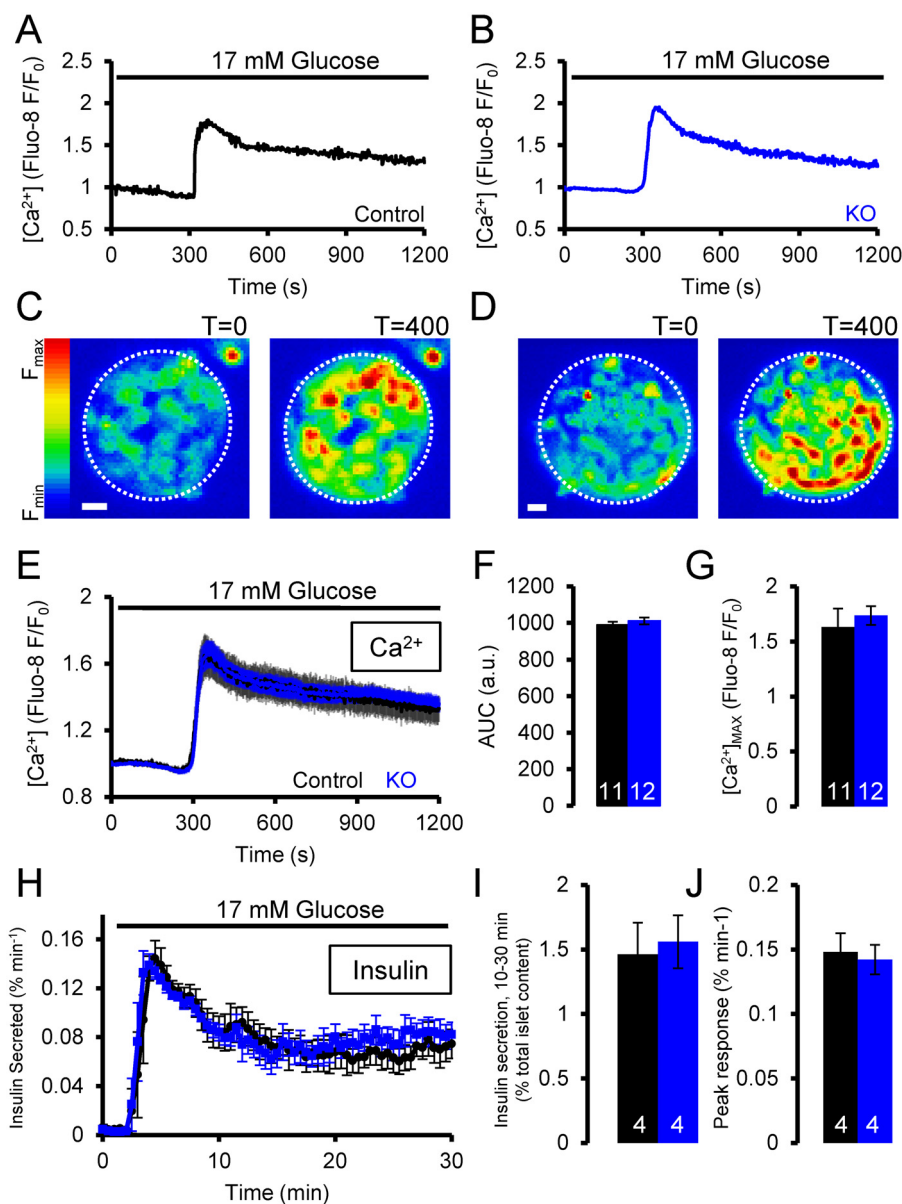 A
17 mM Glucose
[Ca²⁺] (Fluo-8 F/F₀)
2.5
2
1.5
1
0.5
Control
0 300 600 900 1200
Time (s)
B
17 mM Glucose
[Ca²⁺] (Fluo-8 F/F₀)
2.5
2
1.5
1
0.5
KO
0 300 600 900 1200
Time (s)
C
T=0
T=400
Fmax
Fmin
D
T=0
T=400
E
17 mM Glucose
[Ca²⁺] (Fluo-8 F/F₀)
2
1.6
1.2
0.8
Ca²⁺
Control KO
0 300 600 900 1200
Time (s)
F
AUC (a.u.)
1200
1000
800
600
400
200
0
11 12
G
[Ca²⁺]MAX (Fluo-8 F/F₀)
2
1.5
1
0.5
0
11 12
H
17 mM Glucose
Insulin Secreted (% min⁻¹)
0.16
0.12
0.08
0.04
0
Insulin
0 10 20 30
Time (min)
I
Insulin secretion, 10-30 min
(% total islet content)
2
1.5
1
0.5
0
4 4
J
Peak response (% min-1)
0.2
0.15
0.1
0.05
0
4 4